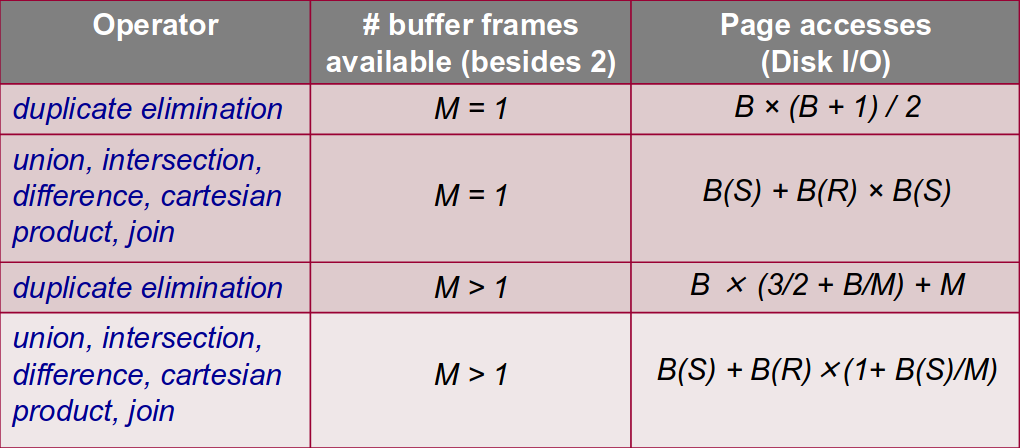 Operator
# buffer frames
available (besides 2)
Page accesses
(Disk I/O)
duplicate elimination
M = 1
B × (B + 1) / 2
union, intersection,
difference, cartesian
product, join
M = 1
B(S) + B(R) × B(S)
duplicate elimination
M > 1
B × (3/2 + B/M) + M
union, intersection,
difference, cartesian
product, join
M > 1
B(S) + B(R) ×(1+ B(S)/M)